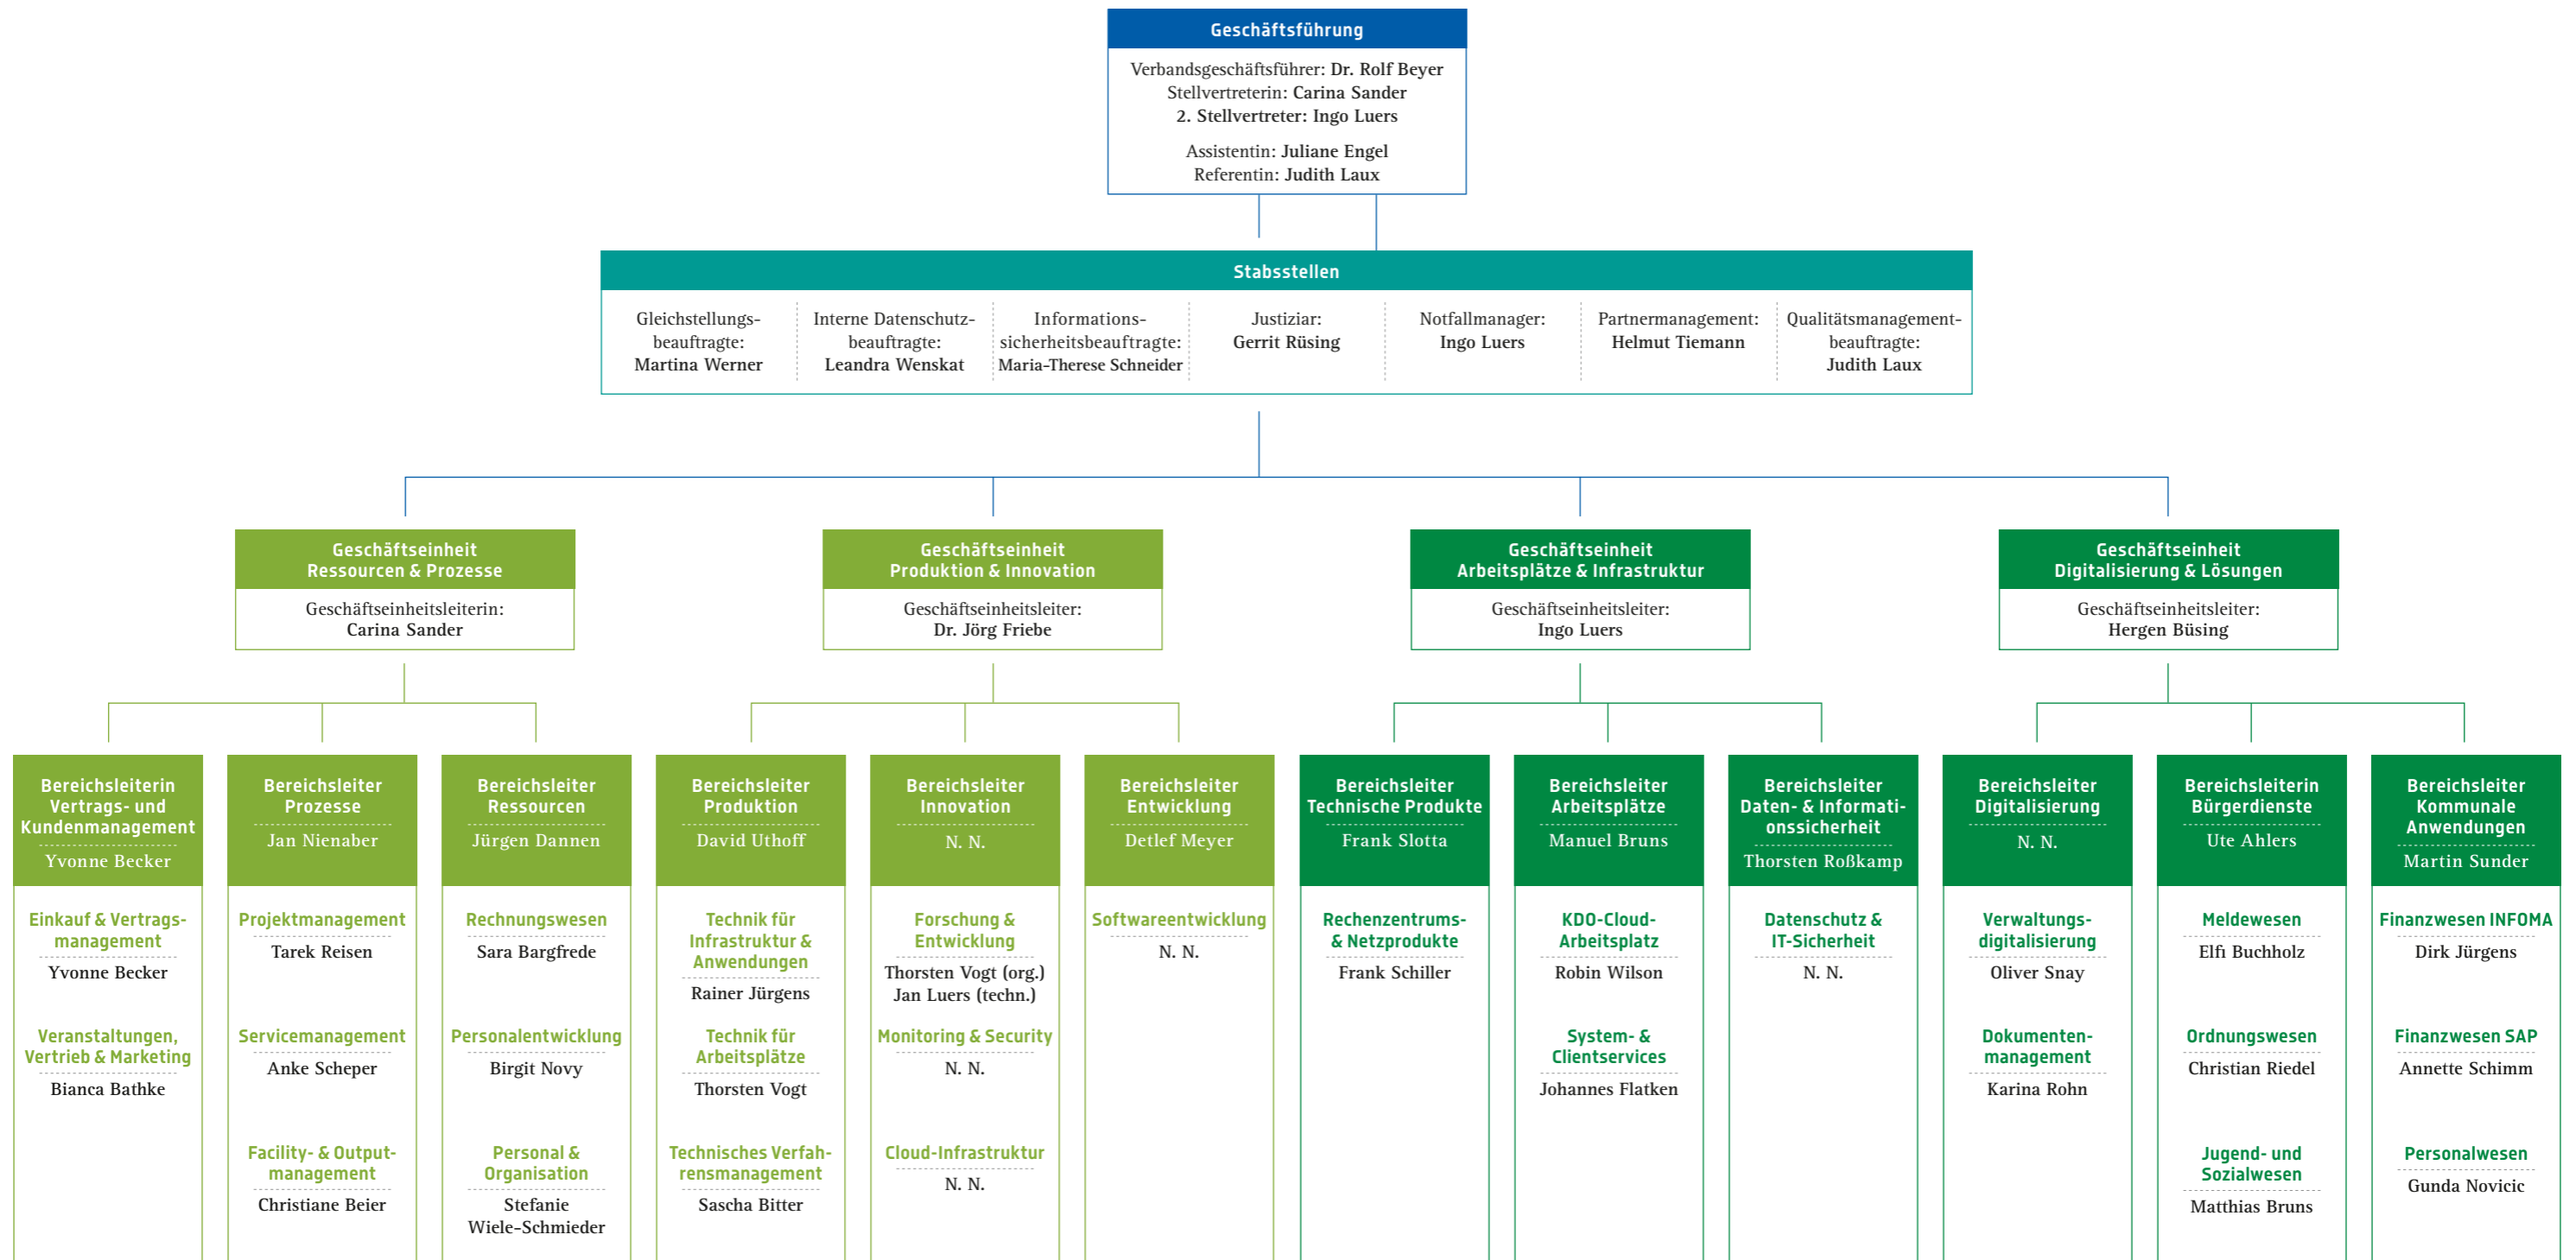 Geschäftsführung
Verbandsgeschäftsführer: Dr. Rolf Beyer
Stellvertreterin: Carina Sander
2. Stellvertreter: Ingo Luers
Assistentin: Juliane Engel
Referentin: Judith Laux
Stabsstellen
Gleichstellungs-
beauftragte:
Martina Werner
Interne Datenschutz-
beauftragte:
Leandra Wenskat
Informations-
sicherheitsbeauftragte:
Maria-Therese Schneider
Justiziar:
Gerrit Rüsing
Notfallmanager:
Ingo Luers
Partnermanagement:
Helmut Tiemann
Qualitätsmanagement-
beauftragte:
Judith Laux
Geschäftseinheit
Ressourcen & Prozesse
Geschäftseinheitsleiterin:
Carina Sander
Geschäftseinheit
Produktion & Innovation
Geschäftseinheitsleiter:
Dr. Jörg Friebe
Geschäftseinheit
Arbeitsplätze & Infrastruktur
Geschäftseinheitsleiter:
Ingo Luers
Geschäftseinheit
Digitalisierung & Lösungen
Geschäftseinheitsleiter:
Hergen Büsing
Bereichsleiterin
Vertrags- und
Kundenmanagement
Yvonne Becker
Einkauf & Vertrags-
management
Yvonne Becker
Veranstaltungen,
Vertrieb & Marketing
Bianca Bathke
Bereichsleiter
Prozesse
Jan Nienaber
Projektmanagement
Tarek Reisen
Servicemanagement
Anke Scheper
Facility- & Output-
management
Christiane Beier
Bereichsleiter
Ressourcen
Jürgen Dannen
Rechnungswesen
Sara Bargfrede
Personalentwicklung
Birgit Novy
Personal &
Organisation
Stefanie
Wiele-Schmieder
Bereichsleiter
Produktion
David Uthoff
Technik für
Infrastruktur &
Anwendungen
Rainer Jürgens
Technik für
Arbeitsplätze
Thorsten Vogt
Technisches Verfah-
rensmanagement
Sascha Bitter
Bereichsleiter
Innovation
N. N.
Forschung &
Entwicklung
Thorsten Vogt (org.)
Jan Luers (techn.)
Monitoring & Security
N. N.
Cloud-Infrastruktur
N. N.
Bereichsleiter
Entwicklung
Detlef Meyer
Softwareentwicklung
N. N.
Bereichsleiter
Technische Produkte
Frank Slotta
Rechenzentrums-
& Netzprodukte
Frank Schiller
Bereichsleiter
Arbeitsplätze
Manuel Bruns
KDO-Cloud-
Arbeitsplatz
Robin Wilson
System- &
Clientservices
Johannes Flatken
Bereichsleiter
Daten- & Informati-
onssicherheit
Thorsten Roßkamp
Datenschutz &
IT-Sicherheit
N. N.
Bereichsleiter
Digitalisierung
N. N.
Verwaltungs-
digitalisierung
Oliver Snay
Dokumenten-
management
Karina Rohn
Bereichsleiterin
Bürgerdienste
Ute Ahlers
Meldewesen
Elfi Buchholz
Ordnungswesen
Christian Riedel
Jugend- und
Sozialwesen
Matthias Bruns
Bereichsleiter
Kommunale
Anwendungen
Martin Sunder
Finanzwesen INFOMA
Dirk Jürgens
Finanzwesen SAP
Annette Schimm
Personalwesen
Gunda Novicic